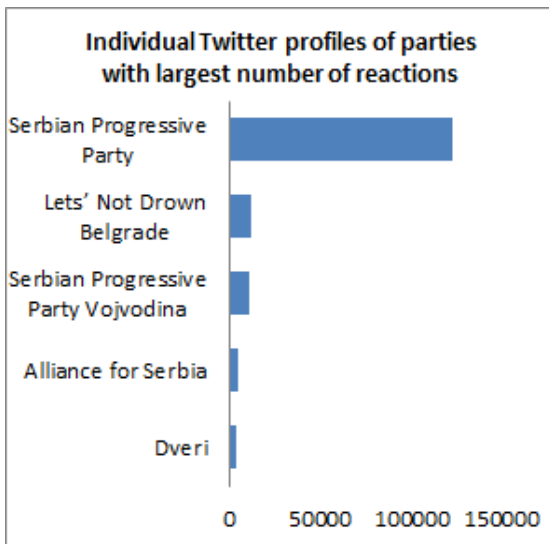 Individual Twitter profiles of parties
with largest number of reactions
Serbian Progressive
Party
Lets' Not Drown
Belgrade
Serbian Progressive
Party Vojvodina
Alliance for Serbia
Dveri
0 50000 100000 150000